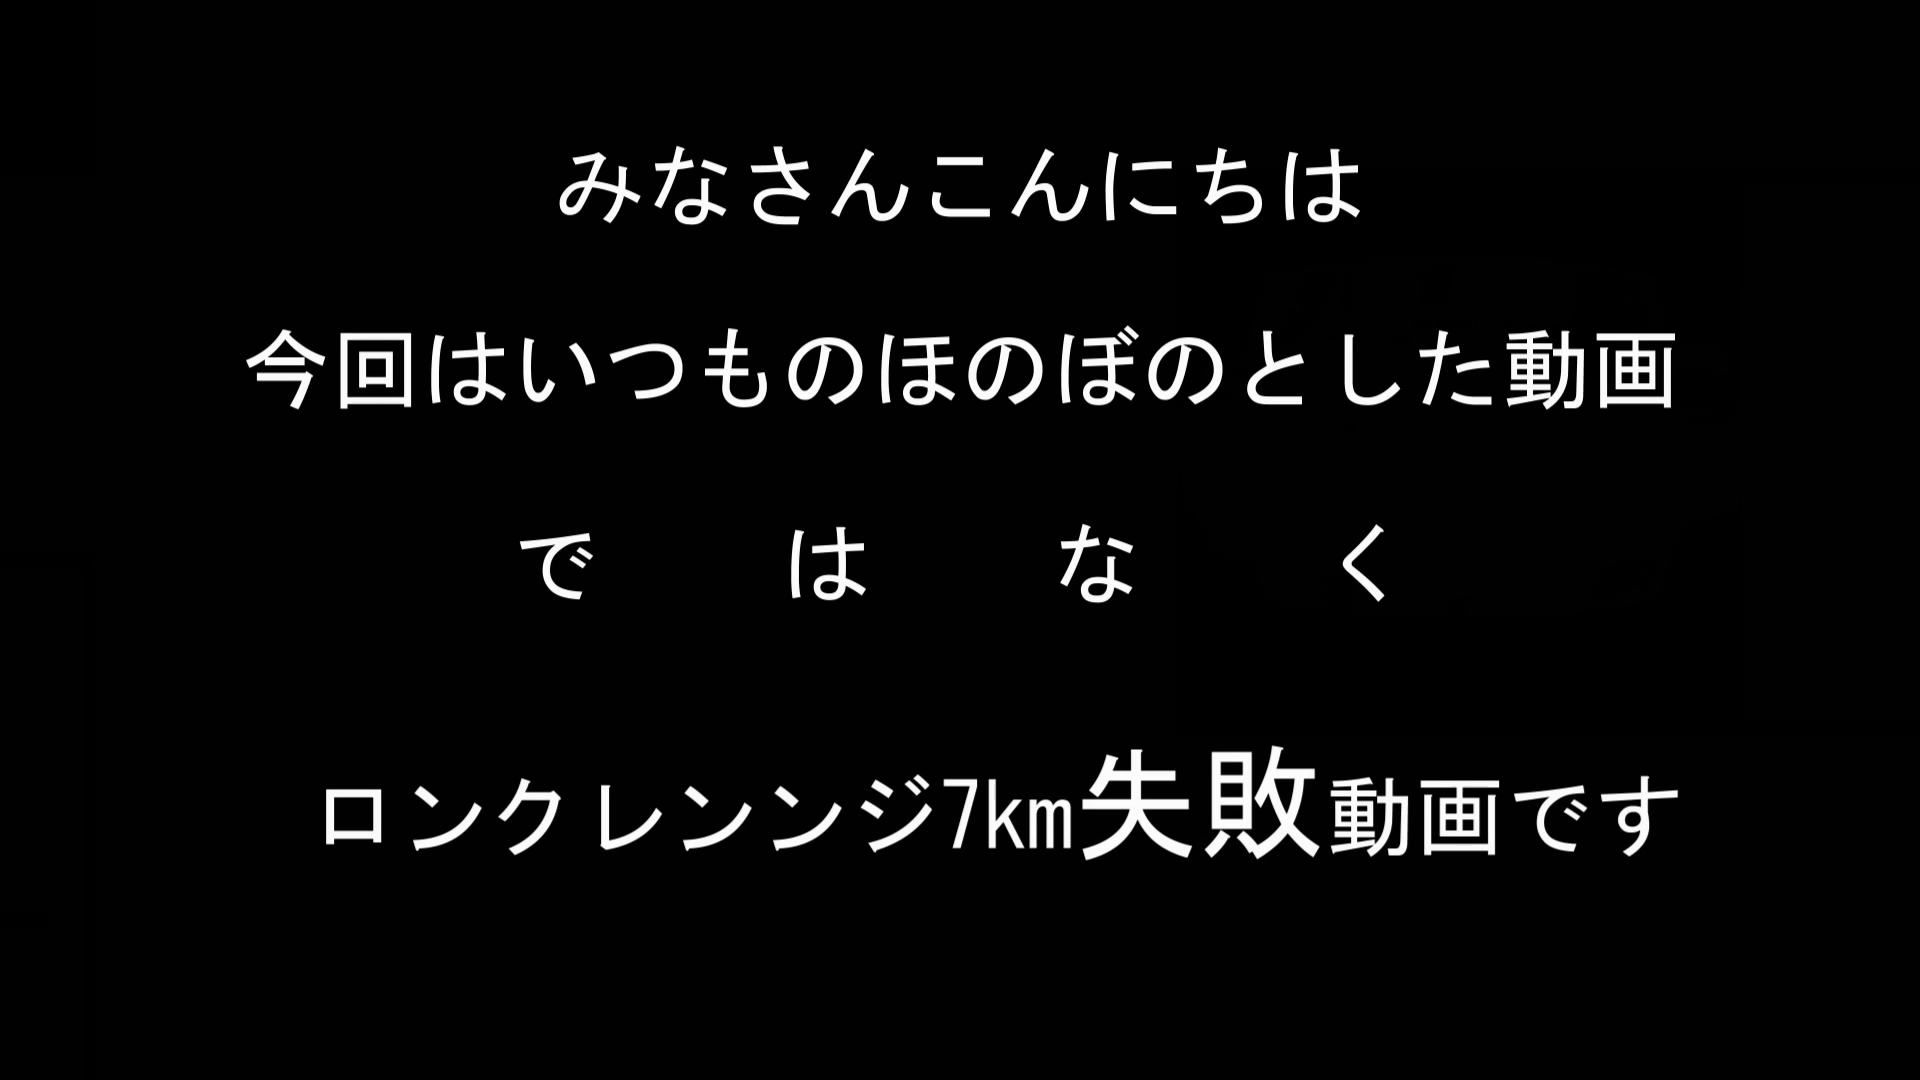 みなさんこんにちは
今回はいつものほのぼのとした動画
で は な く
ロンクレンンジ7km失敗動画です